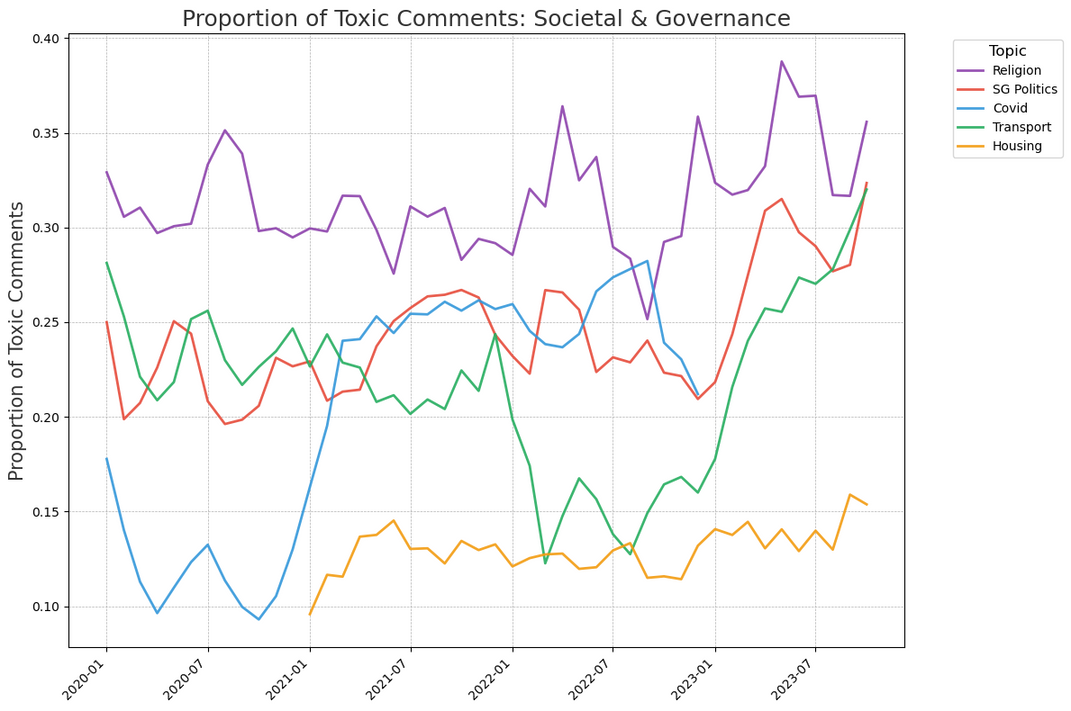 Proportion of Toxic Comments: Societal & Governance
Proportion of Toxic Comments
0.40
0.35
0.30
0.25
0.20
0.15
0.10
2020-01
2020-07
2021-01
2021-07
2022-01
2022-07
2023-01
2023-07
Topic
Religion
SG Politics
Covid
Transport
Housing